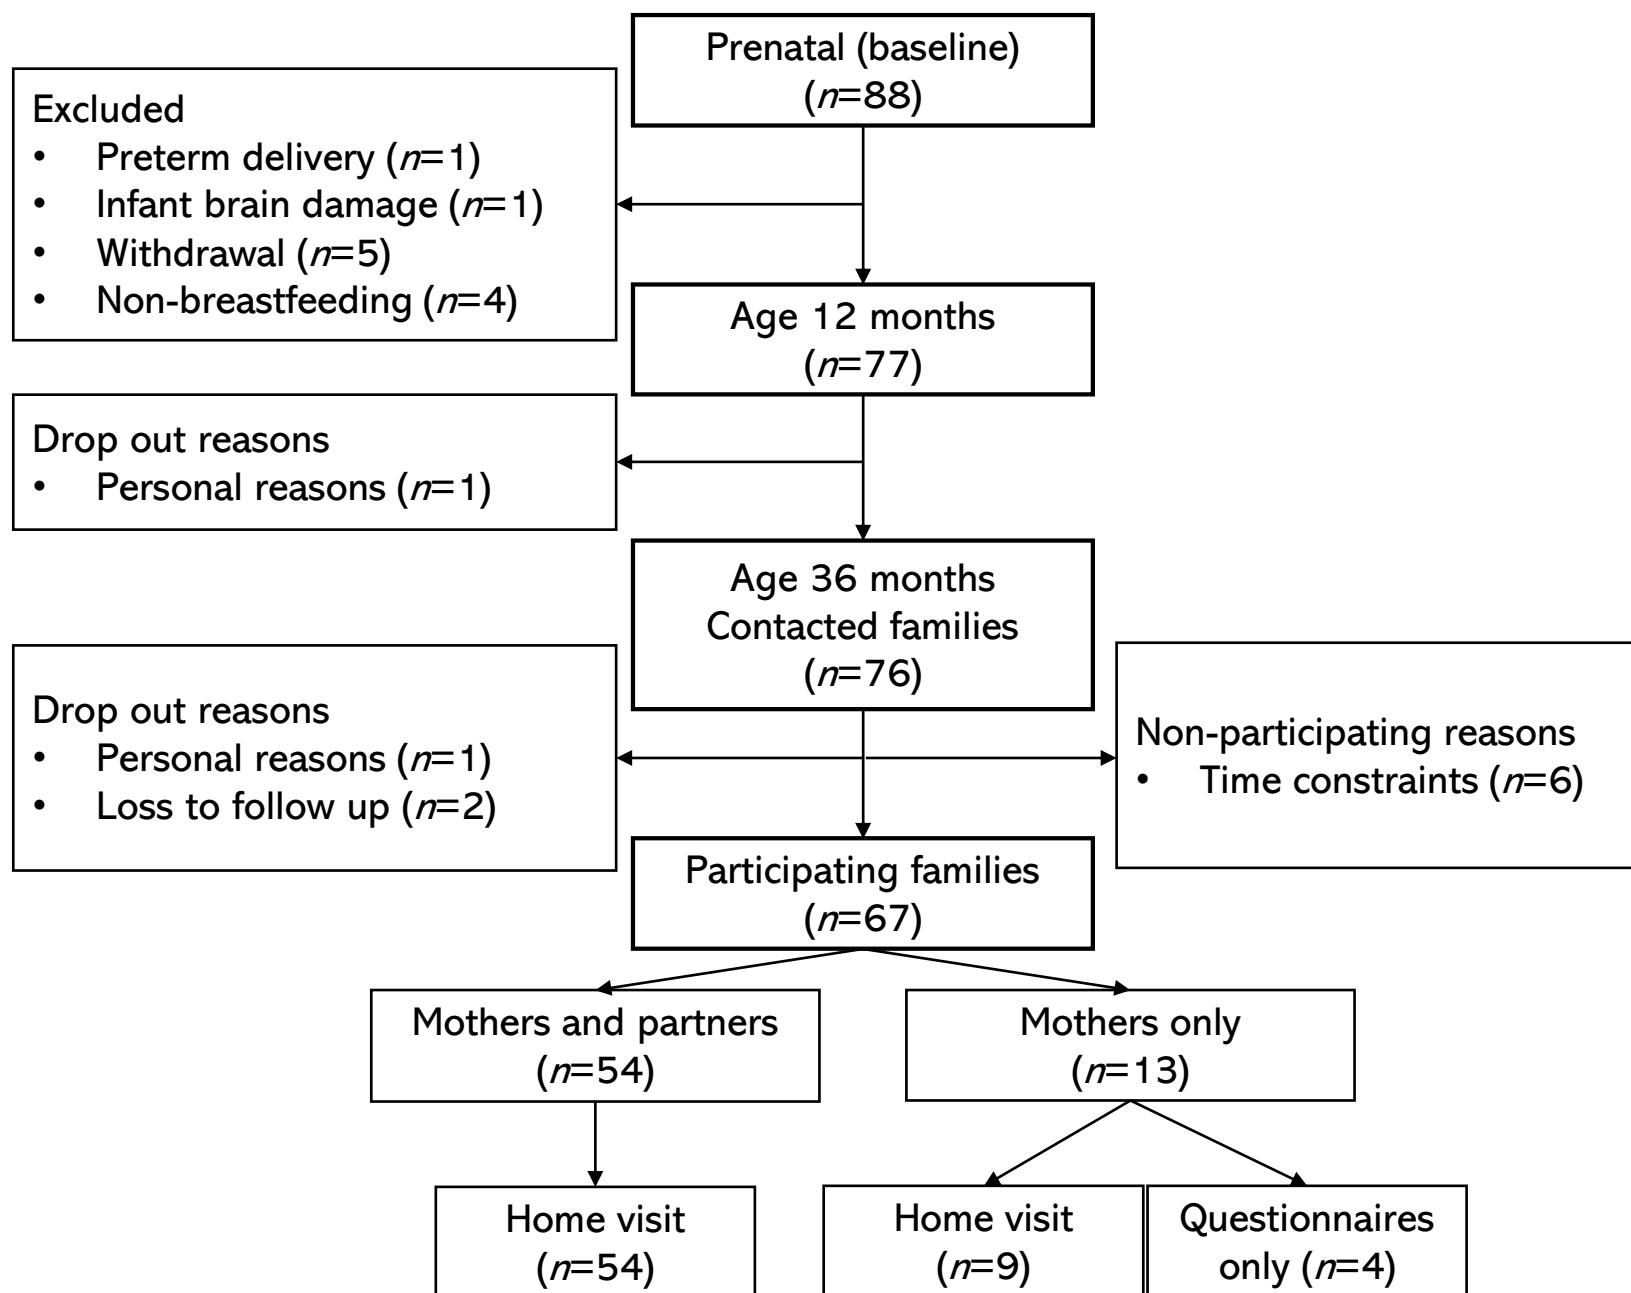 Prenatal (baseline)
(n=88)
Excluded
• Preterm delivery (n=1)
• Infant brain damage (n=1)
• Withdrawal (n=5)
• Non-breastfeeding (n=4)
Age 12 months
(n=77)
Drop out reasons
• Personal reasons (n=1)
Age 36 months
Contacted families
(n=76)
Drop out reasons
• Personal reasons (n=1)
• Loss to follow up (n=2)
Non-participating reasons
• Time constraints (n=6)
Participating families
(n=67)
Mothers and partners
(n=54)
Mothers only
(n=13)
Home visit
(n=54)
Home visit
(n=9)
Questionnaires
only (n=4)